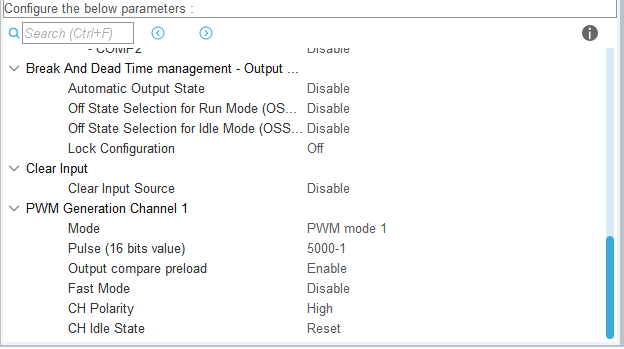 Configure the below parameters :
Search (Ctrl+F)
- COMP2 Disable
Break And Dead Time management - Output ...
Automatic Output State Disable
Off State Selection for Run Mode (OS... Disable
Off State Selection for Idle Mode (OSS... Disable
Lock Configuration Off
Clear Input
Clear Input Source Disable
PWM Generation Channel 1
Mode PWM mode 1
Pulse (16 bits value) 5000-1
Output compare preload Enable
Fast Mode Disable
CH Polarity High
CH Idle State Reset